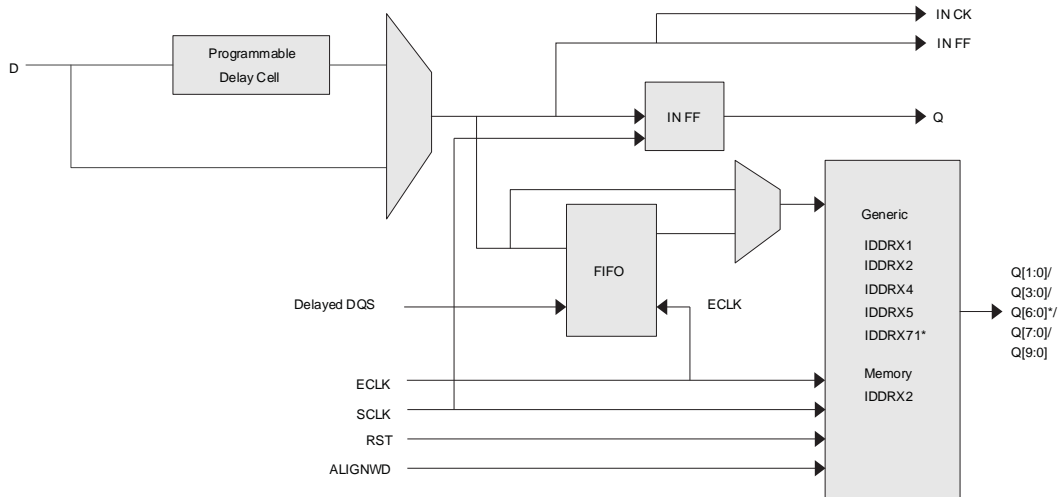 IN CK
IN FF
D
Programmable
Delay Cell
IN FF
Q
Generic
IDDRX1
IDDRX2
IDDRX4
IDDRX5
IDDRX71*
Memory
IDDRX2
FIFO
Delayed DQS
ECLK
Q[1:0]/
Q[3:0]/
Q[6:0]*/
Q[7:0]/
Q[9:0]
ECLK
SCLK
RST
ALIGNWD